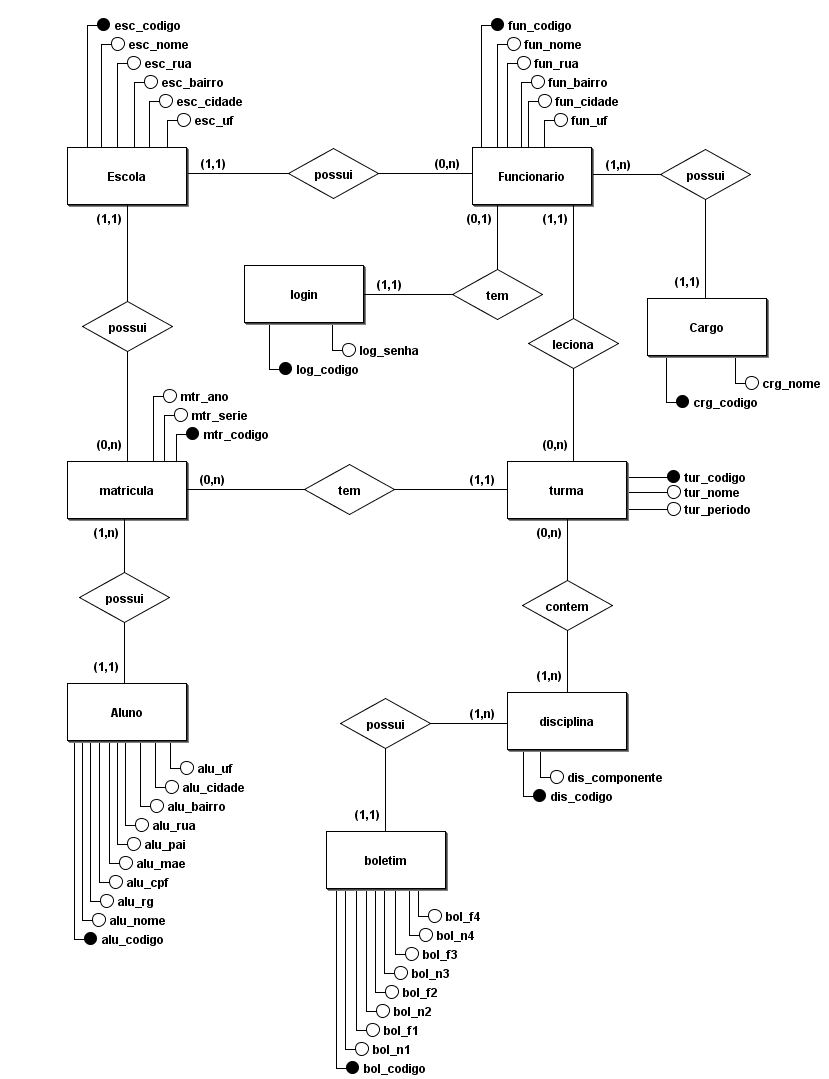 esc_codigo
esc_nome
esc_rua
esc_bairro
esc_cidade
esc_uf
fun_codigo
fun_nome
fun_rua
fun_bairro
fun_cidade
fun_uf
Escola
(1,1)
possui
(0,n)
Funcionario
(1,n)
possui
(1,1)
(0,1)
(1,1)
login
(1,1)
tem
(1,1)
Cargo
possui
leciona
log_senha
log_codigo
crg_nome
crg_codigo
mtr_ano
mtr_serie
mtr_codigo
(0,n)
(0,n)
matricula
(0,n)
tem
(1,1)
turma
tur_codigo
tur_nome
tur_periodo
(1,n)
(0,n)
possui
contem
(1,1)
(1,n)
Aluno
possui
(1,n)
disciplina
alu_uf
alu_cidade
alu_bairro
alu_rua
alu_pai
alu_mae
alu_cpf
alu_rg
alu_nome
alu_codigo
dis_componente
dis_codigo
(1,1)
boletim
bol_f4
bol_n4
bol_f3
bol_n3
bol_f2
bol_n2
bol_f1
bol_n1
bol_codigo